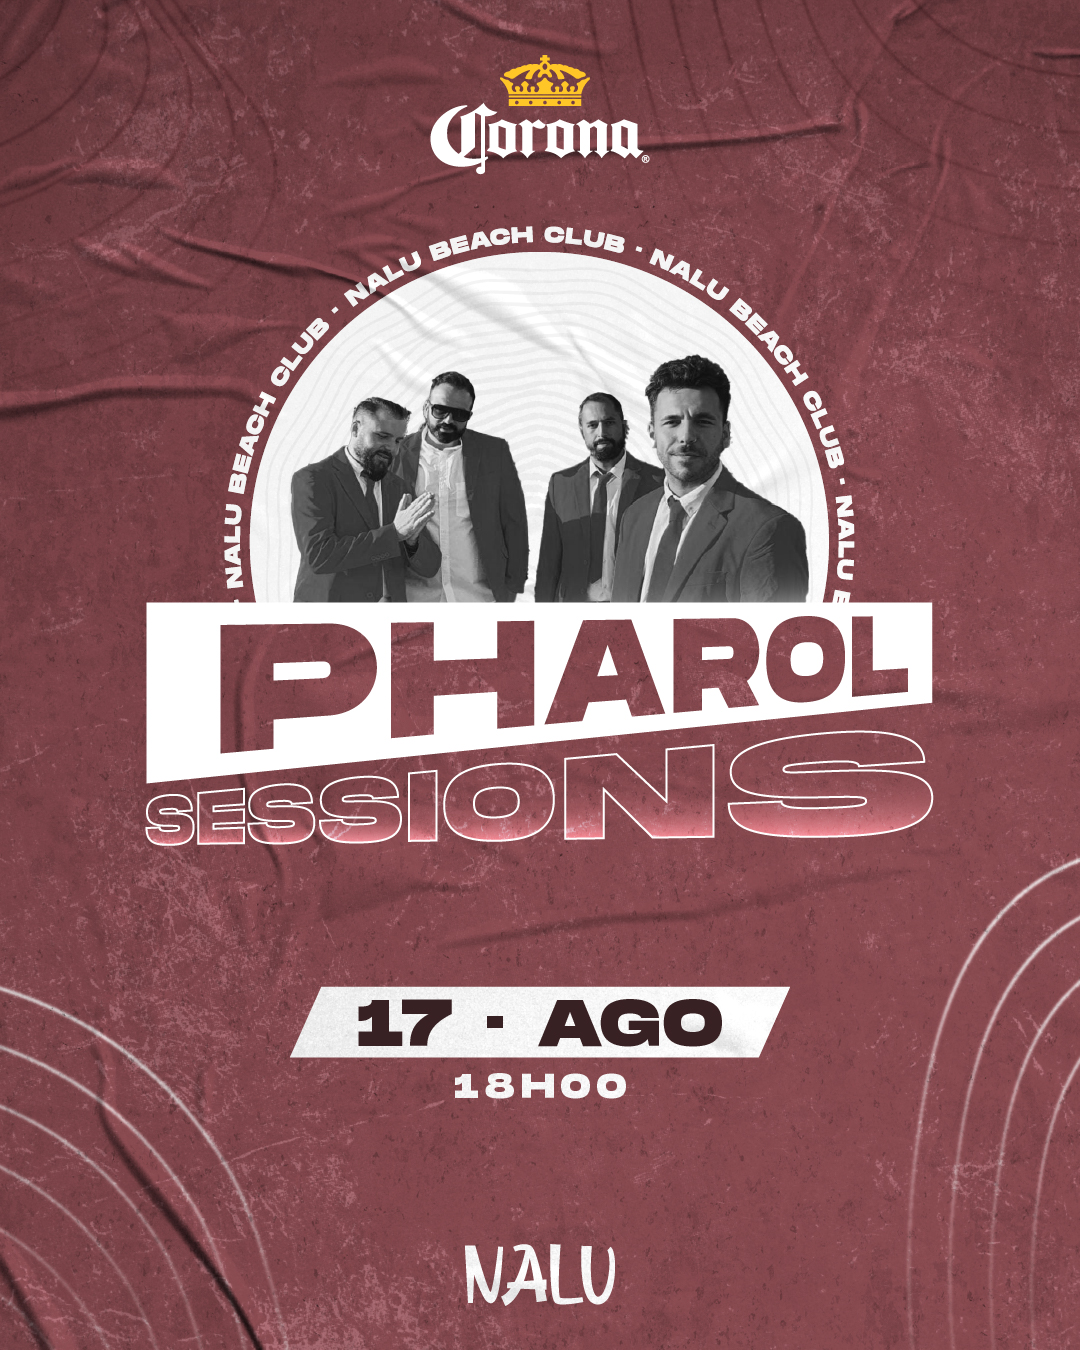 Corona®
· NALU BEACH CLUB · NALU BEACH CLUB · NALU BEACH CLUB · NALU B
PHAROL
SESSIONS
17 · AGO
18H00
NALU